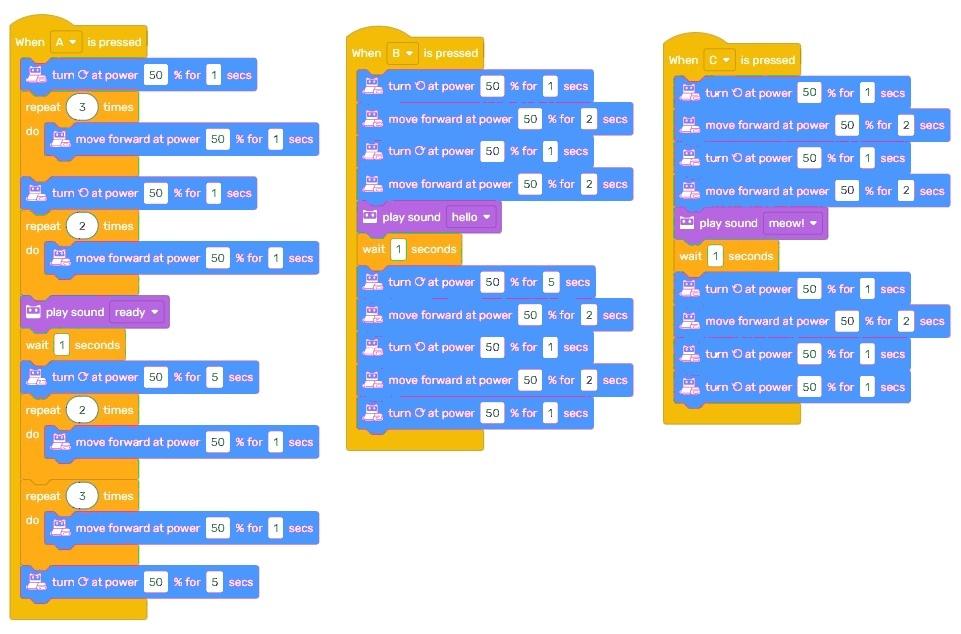 When A ▾ is pressed
turn ↻ at power 50 % for 1 secs
repeat 3 times
do
move forward at power 50 % for 1 secs
turn ↺ at power 50 % for 1 secs
repeat 2 times
do
move forward at power 50 % for 1 secs
play sound ready ▾
wait 1 seconds
turn ↻ at power 50 % for 5 secs
repeat 2 times
do
move forward at power 50 % for 1 secs
repeat 3 times
do
move forward at power 50 % for 1 secs
turn ↻ at power 50 % for 5 secs
When B ▾ is pressed
turn ↺ at power 50 % for 1 secs
move forward at power 50 % for 2 secs
turn ↺ at power 50 % for 1 secs
move forward at power 50 % for 2 secs
play sound hello ▾
wait 1 seconds
turn ↻ at power 50 % for 5 secs
move forward at power 50 % for 2 secs
turn ↺ at power 50 % for 1 secs
move forward at power 50 % for 2 secs
turn ↻ at power 50 % for 1 secs
When C ▾ is pressed
turn ↺ at power 50 % for 1 secs
move forward at power 50 % for 2 secs
turn ↺ at power 50 % for 1 secs
move forward at power 50 % for 2 secs
play sound meow! ▾
wait 1 seconds
turn ↺ at power 50 % for 1 secs
move forward at power 50 % for 2 secs
turn ↺ at power 50 % for 1 secs
turn ↺ at power 50 % for 1 secs